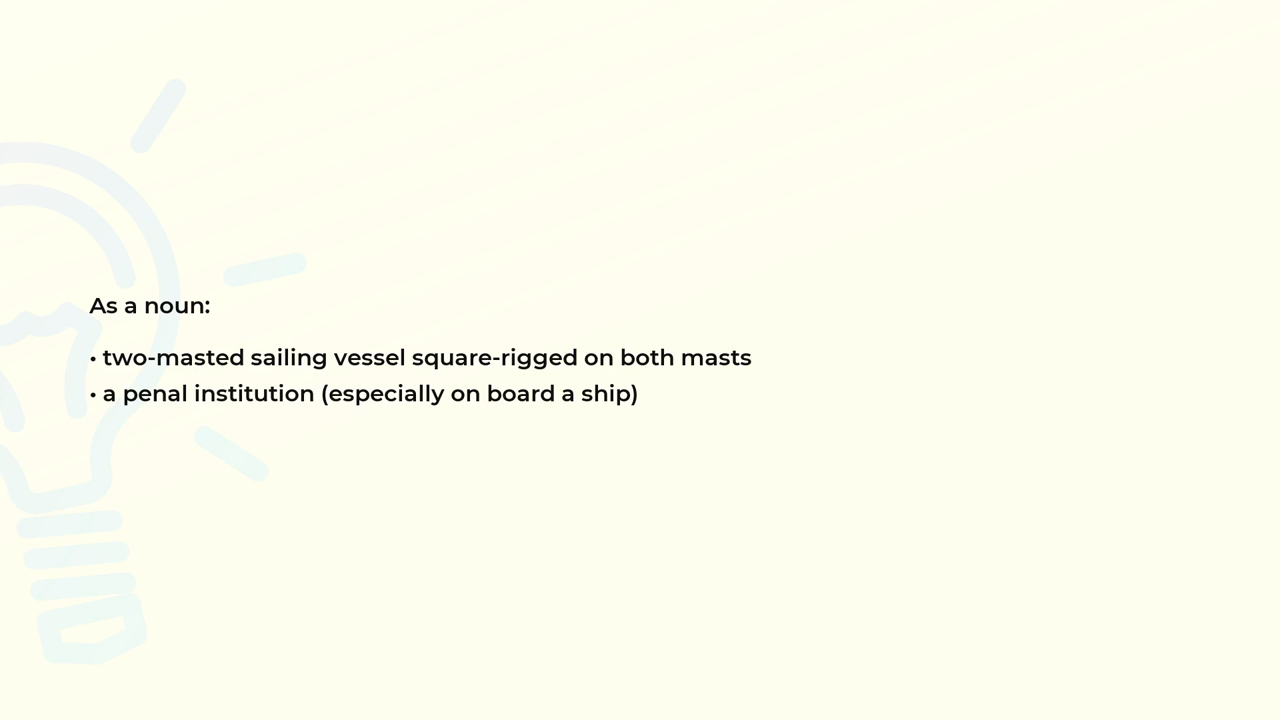 As a noun:
• two-masted sailing vessel square-rigged on both masts
• a penal institution (especially on board a ship)